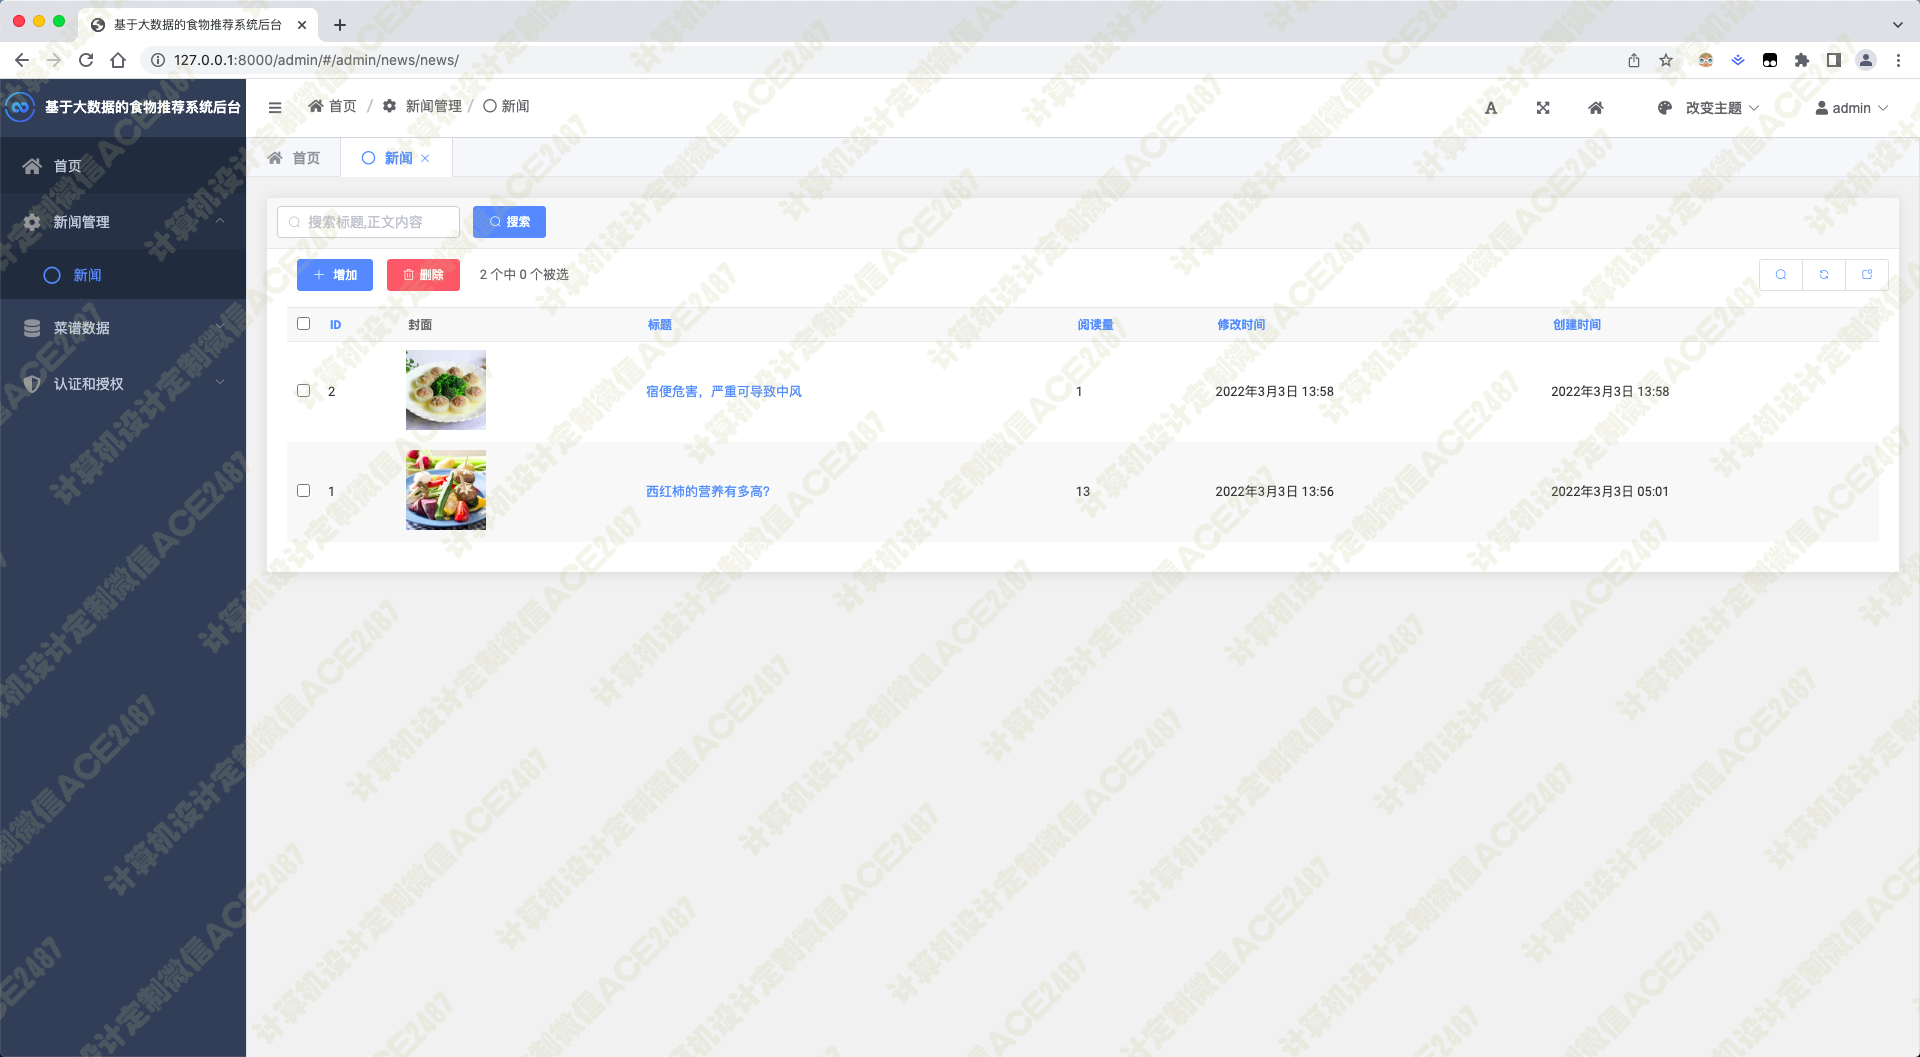 基于大数据的食物推荐系统后台
127.0.0.1:8000/admin/#/admin/news/news/
基于大数据的食物推荐系统后台
首页 / 新闻管理 / 新闻
A
改变主题
admin
首页
新闻管理
新闻
菜谱数据
认证和授权
首页
新闻
搜索标题,正文内容
搜索
增加
删除
2 个中 0 个被选
ID 封面 标题 阅读量 修改时间 创建时间
2 宿便危害，严重可导致中风 1 2022年3月3日 13:58 2022年3月3日 13:58
1 西红柿的营养有多高? 13 2022年3月3日 13:56 2022年3月3日 05:01
计算机设计定制微信ACE2487